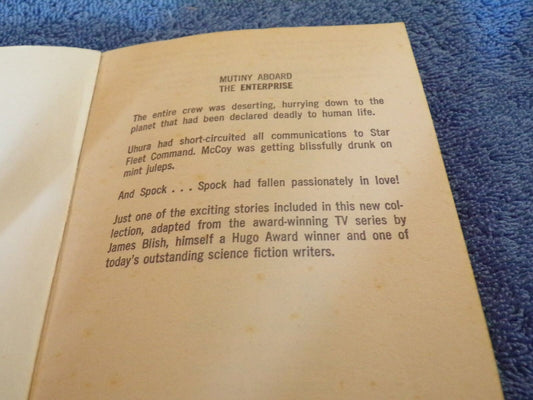 MUTINY ABOARD
THE ENTERPRISE
The entire crew was deserting, hurrying down to the
planet that had been declared deadly to human life.
Uhura had short-circuited all communications to Star
Fleet Command. McCoy was getting blissfully drunk on
mint juleps.
And Spock . . . Spock had fallen passionately in love!
Just one of the exciting stories included in this new col-
lection, adapted from the award-winning TV series by
James Blish, himself a Hugo Award winner and one of
today's outstanding science fiction writers.